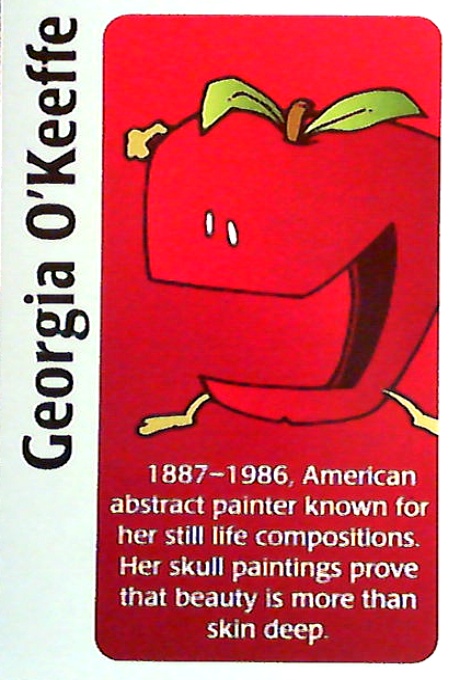 Georgia O'Keeffe
1887–1986, American
abstract painter known for
her still life compositions.
Her skull paintings prove
that beauty is more than
skin deep.